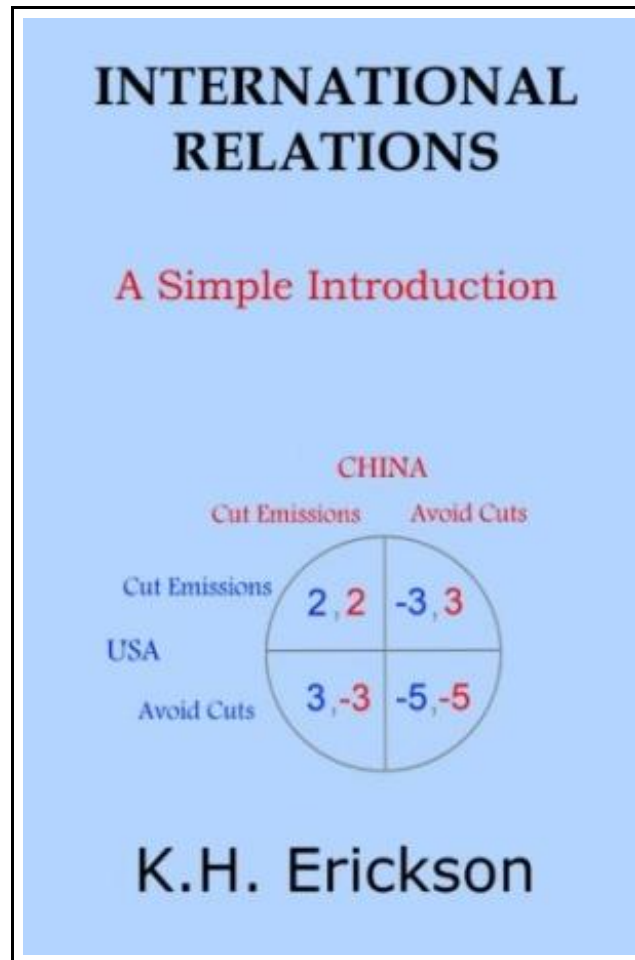 INTERNATIONAL
RELATIONS
A Simple Introduction
CHINA
Cut Emissions Avoid Cuts
Cut Emissions 2,2 -3,3
USA
Avoid Cuts 3,-3 -5,-5
K.H. Erickson